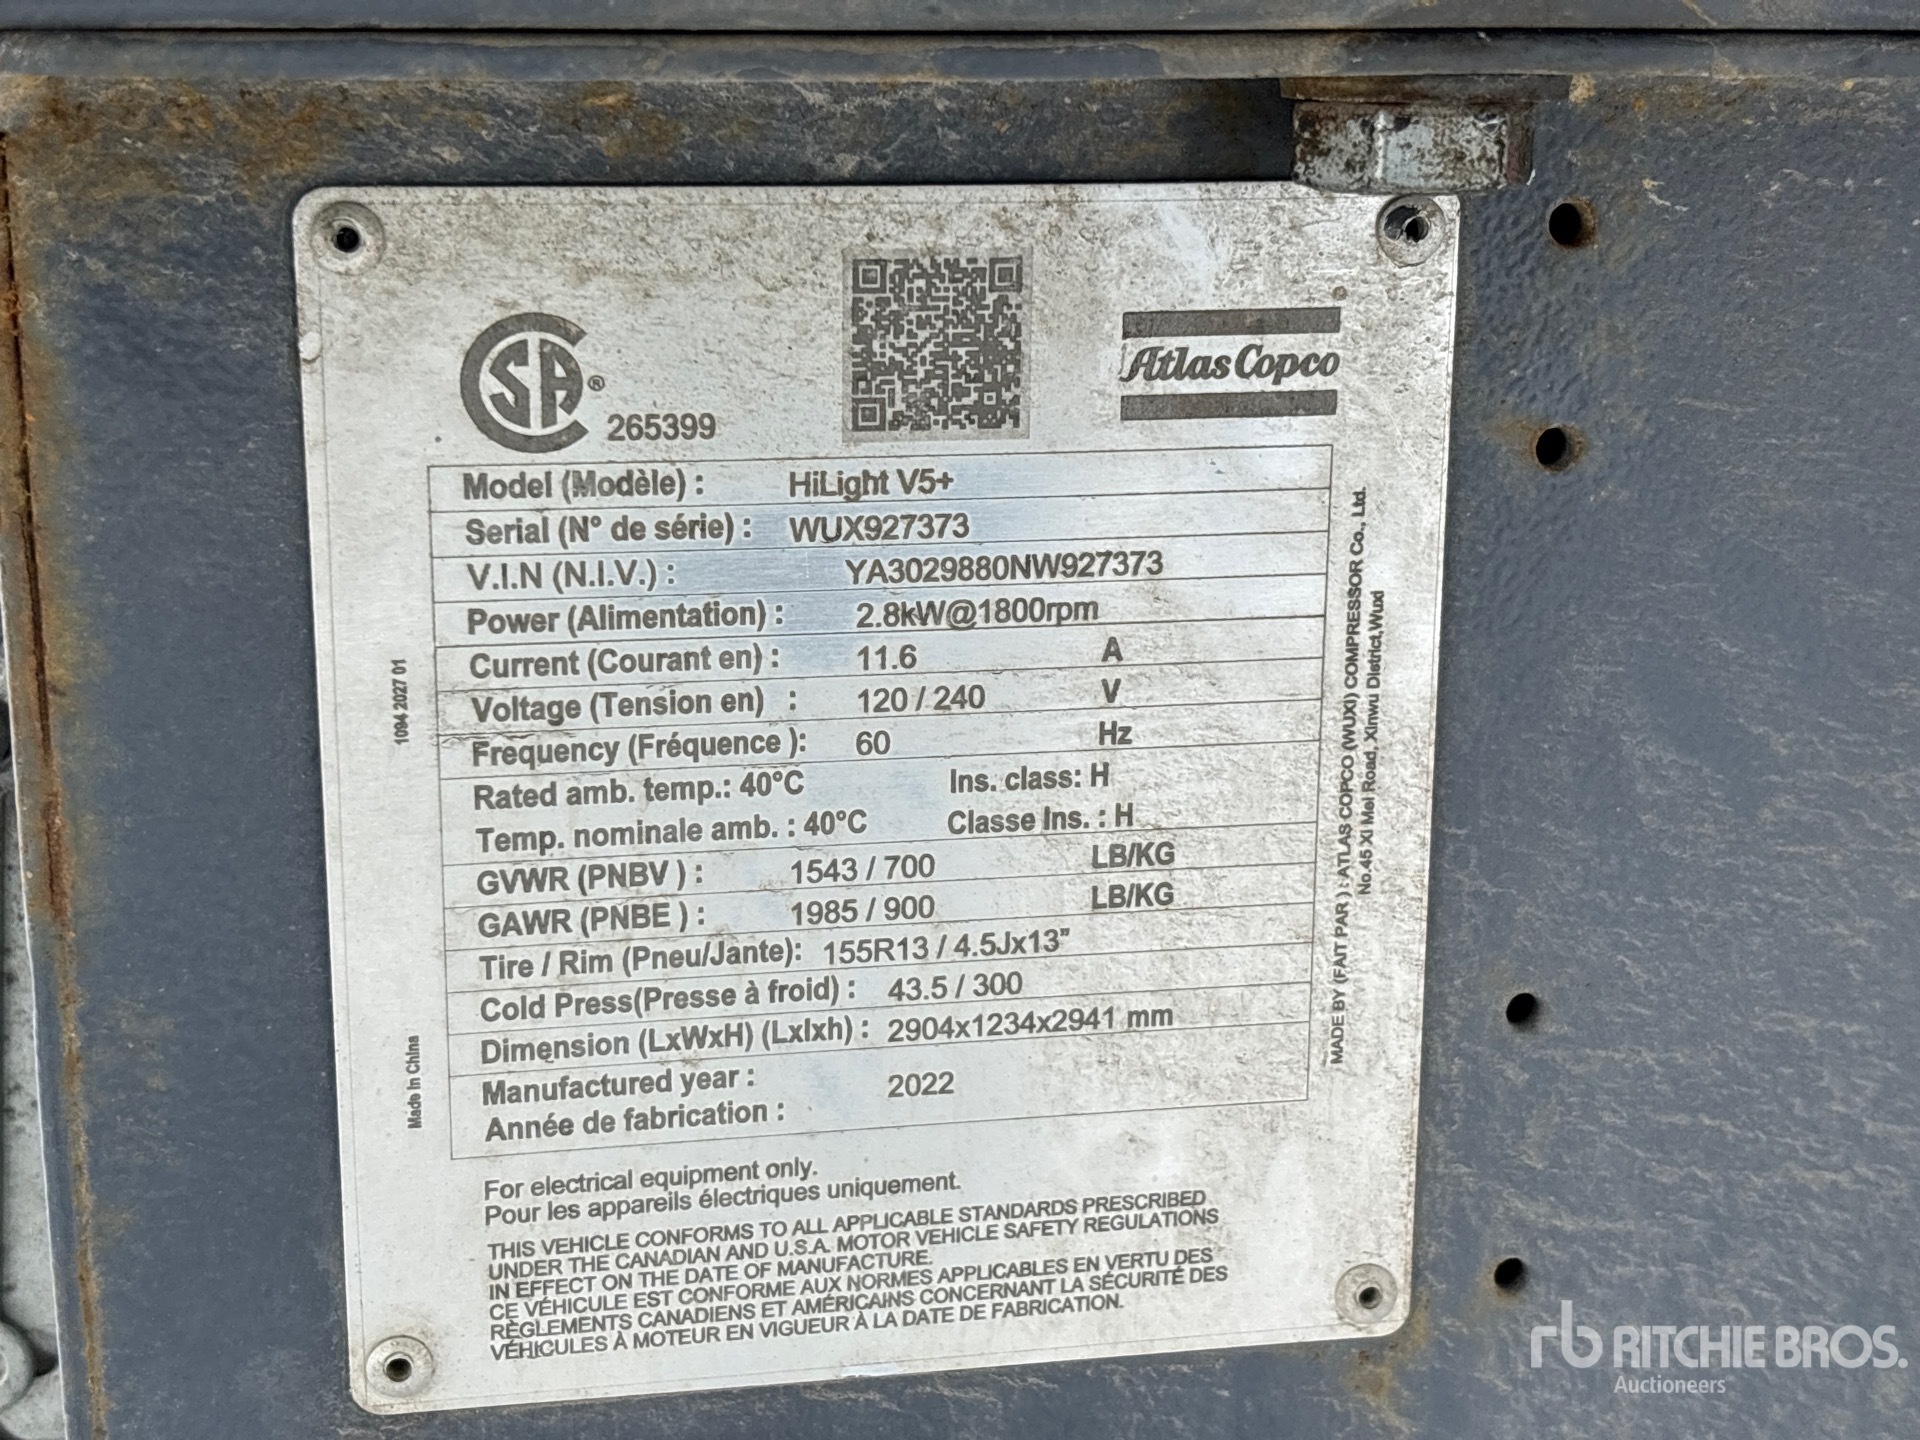 CSA®
265399
Atlas Copco ®
Model (Modèle) : HiLight V5+
Serial (N° de série) : WUX927373
V.I.N (N.I.V.) : YA3029880NW927373
Power (Alimentation) : 2.8kW@1800rpm
Current (Courant en) : 11.6 A
Voltage (Tension en) : 120 / 240 V
Frequency (Fréquence ): 60 Hz
Rated amb. temp.: 40°C Ins. class: H
Temp. nominale amb. : 40°C Classe Ins. : H
GVWR (PNBV ) : 1543 / 700 LB/KG
GAWR (PNBE ) : 1985 / 900 LB/KG
Tire / Rim (Pneu/Jante): 155R13 / 4.5Jx13”
Cold Press(Presse à froid) : 43.5 / 300
Dimension (LxWxH) (Lxlxh) : 2904x1234x2941 mm
Manufactured year : 2022
Année de fabrication :
For electrical equipment only.
Pour les appareils électriques uniquement.
THIS VEHICLE CONFORMS TO ALL APPLICABLE STANDARDS PRESCRIBED
UNDER THE CANADIAN AND U.S.A. MOTOR VEHICLE SAFETY REGULATIONS
IN EFFECT ON THE DATE OF MANUFACTURE.
CE VÉHICULE EST CONFORME AUX NORMES APPLICABLES EN VERTU DES
RÈGLEMENTS CANADIENS ET AMÉRICAINS CONCERNANT LA SÉCURITÉ DES
VÉHICULES À MOTEUR EN VIGUEUR À LA DATE DE FABRICATION.
1094 2027 01
Made In China
MADE BY (FAIT PAR ) : ATLAS COPCO (WUXI) COMPRESSOR Co., Ltd.
No.45 Xi Mei Road, Xinwu District,Wuxi
rb RITCHIE BROS.
Auctioneers